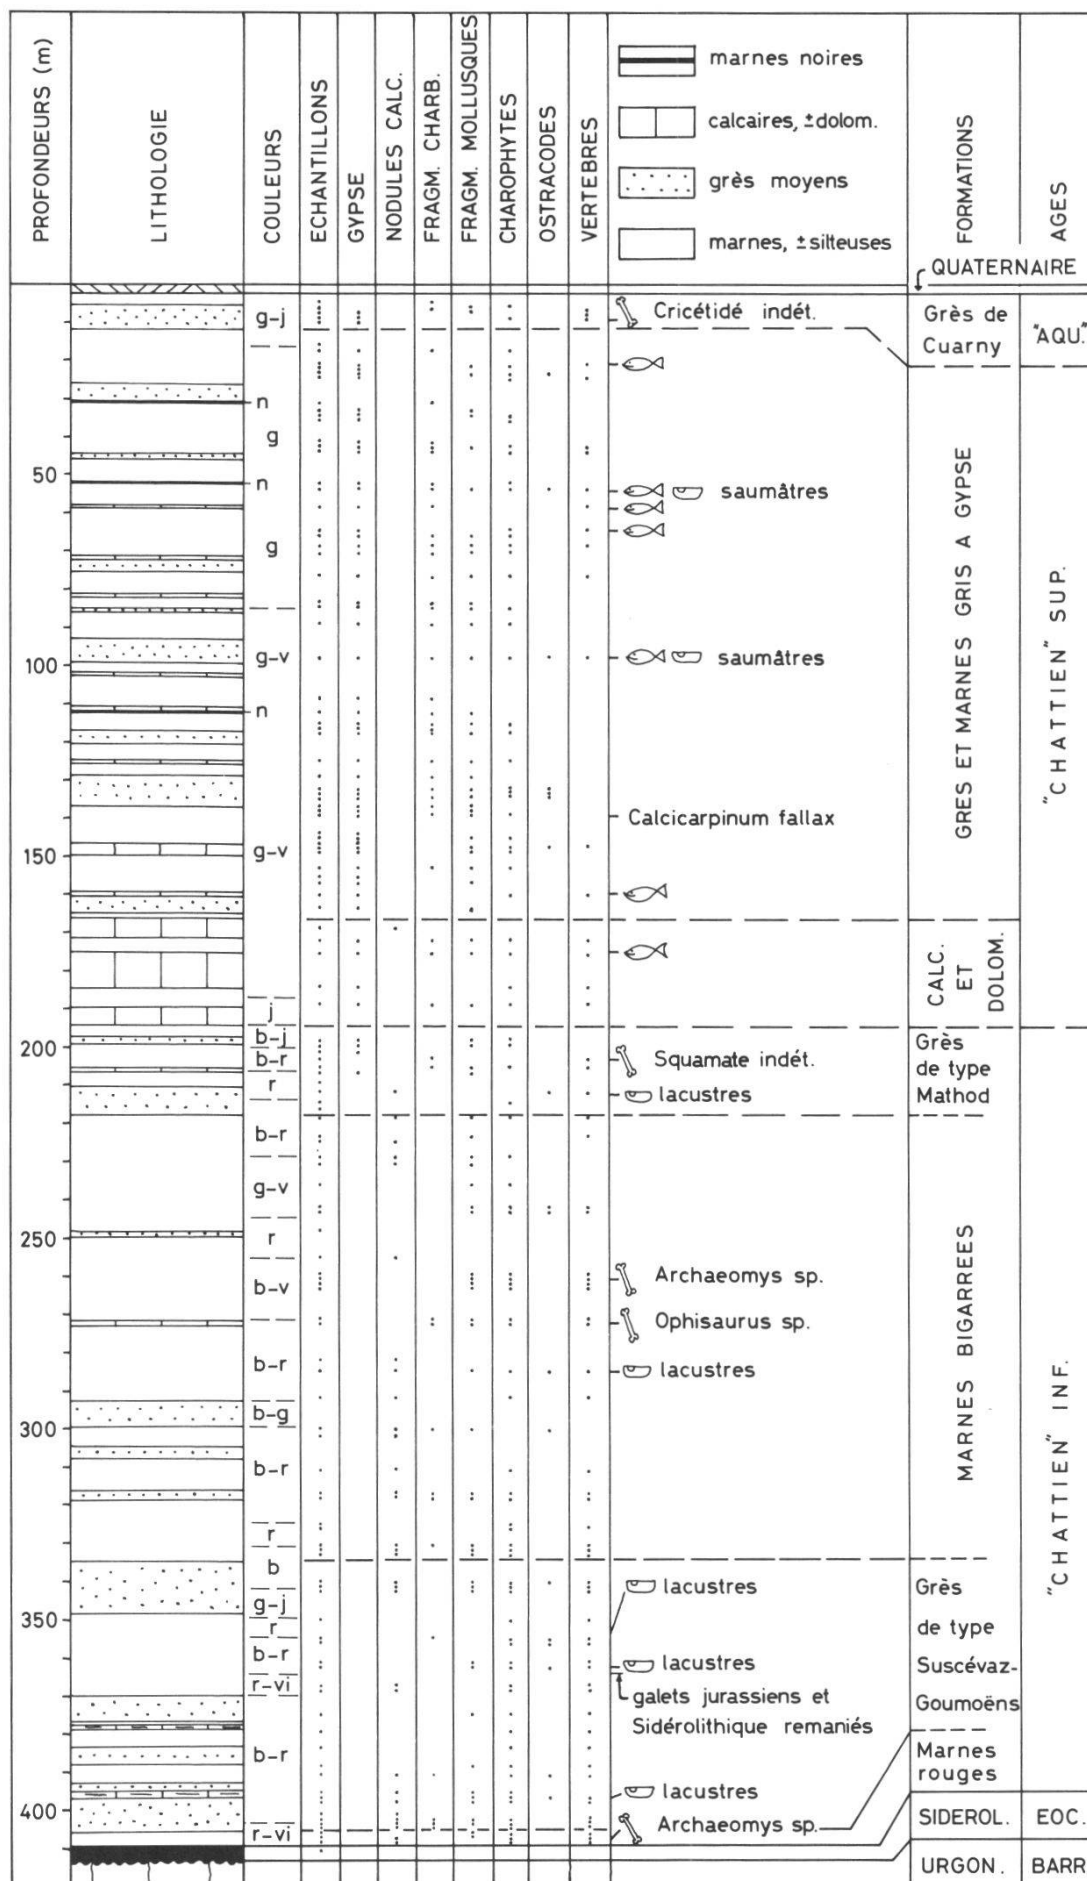 PROFONDEURS (m)
LITHOLOGIE
COULEURS
ECHANTILLONS
GYPSE
NODULES CALC.
FRAGM. CHARB.
FRAGM. MOLLUSQUES
CHAROPHYTES
OSTRACODES
VERTEBRES
marnes noires
calcaires, ±dolom.
grès moyens
marnes, ±silteuses
FORMATIONS
AGES
QUATERNAIRE
g-j
Cricétidé indét.
Grès de
Cuarny
"AQU."
n
g
50
n
saumâtres
g
GRES ET MARNES GRIS A GYPSE
"CHATTIEN" SUP.
100
g-v
saumâtres
n
Calcicarpinum fallax
150
g-v
CALC.
ET
DOLOM.
j
200
b-j
b-r
Squamate indét.
Grès
de type
Mathod
r
lacustres
b-r
g-v
250
r
b-v
Archaeomys sp.
Ophisaurus sp.
b-r
lacustres
b-g
300
b-r
MARNES BIGARREES
"CHATTIEN" INF.
r
b
lacustres
g-j
350
r
b-r
lacustres
r-vi
galets jurassiens et
Sidérolithique remaniés
Grès
de type
Suscévaz-
Goumoëns
b-r
Marnes
rouges
lacustres
400
r-vi
Archaeomys sp.
SIDEROL.
EOC.
URGON.
BARR